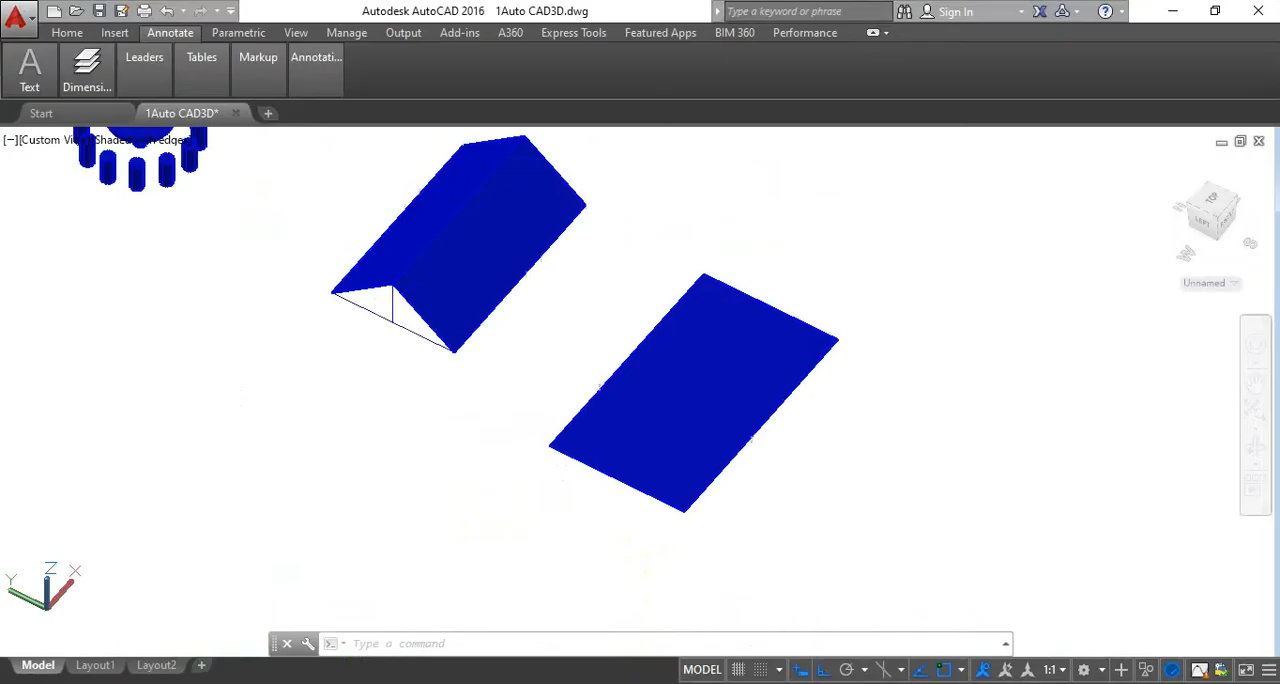 Autodesk AutoCAD 2016 1Auto CAD3D.dwg
Type a keyword or phrase
Sign In
Home Insert Annotate Parametric View Manage Output Add-ins A360 Express Tools Featured Apps BIM 360 Performance
Text Dimensi... Leaders Tables Markup Annotati...
Start 1Auto CAD3D*
[−][Custom View][Shaded with edges]
TOP
LEFT
N
W
S
Unnamed
Z
X
Y
Type a command
Model Layout1 Layout2
MODEL 1:1